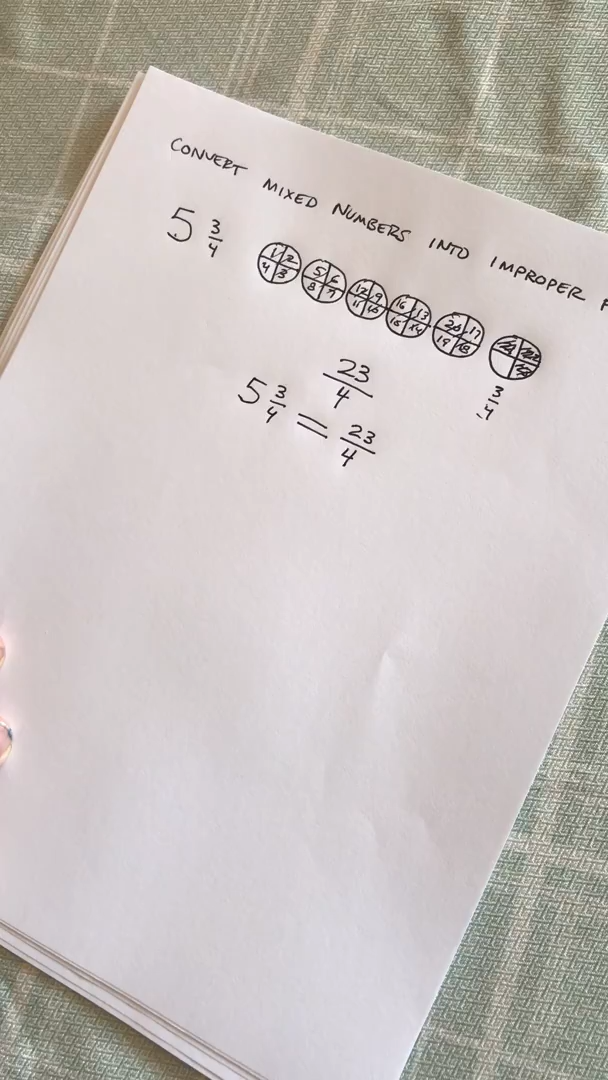 CONVERT MIXED NUMBERS INTO IMPROPER F
5 3/4
1 2 4 3 5 6 8 7 12 9 11 10 16 13 15 14 20 17 19 18
3/4
23/4
5 3/4 = 23/4